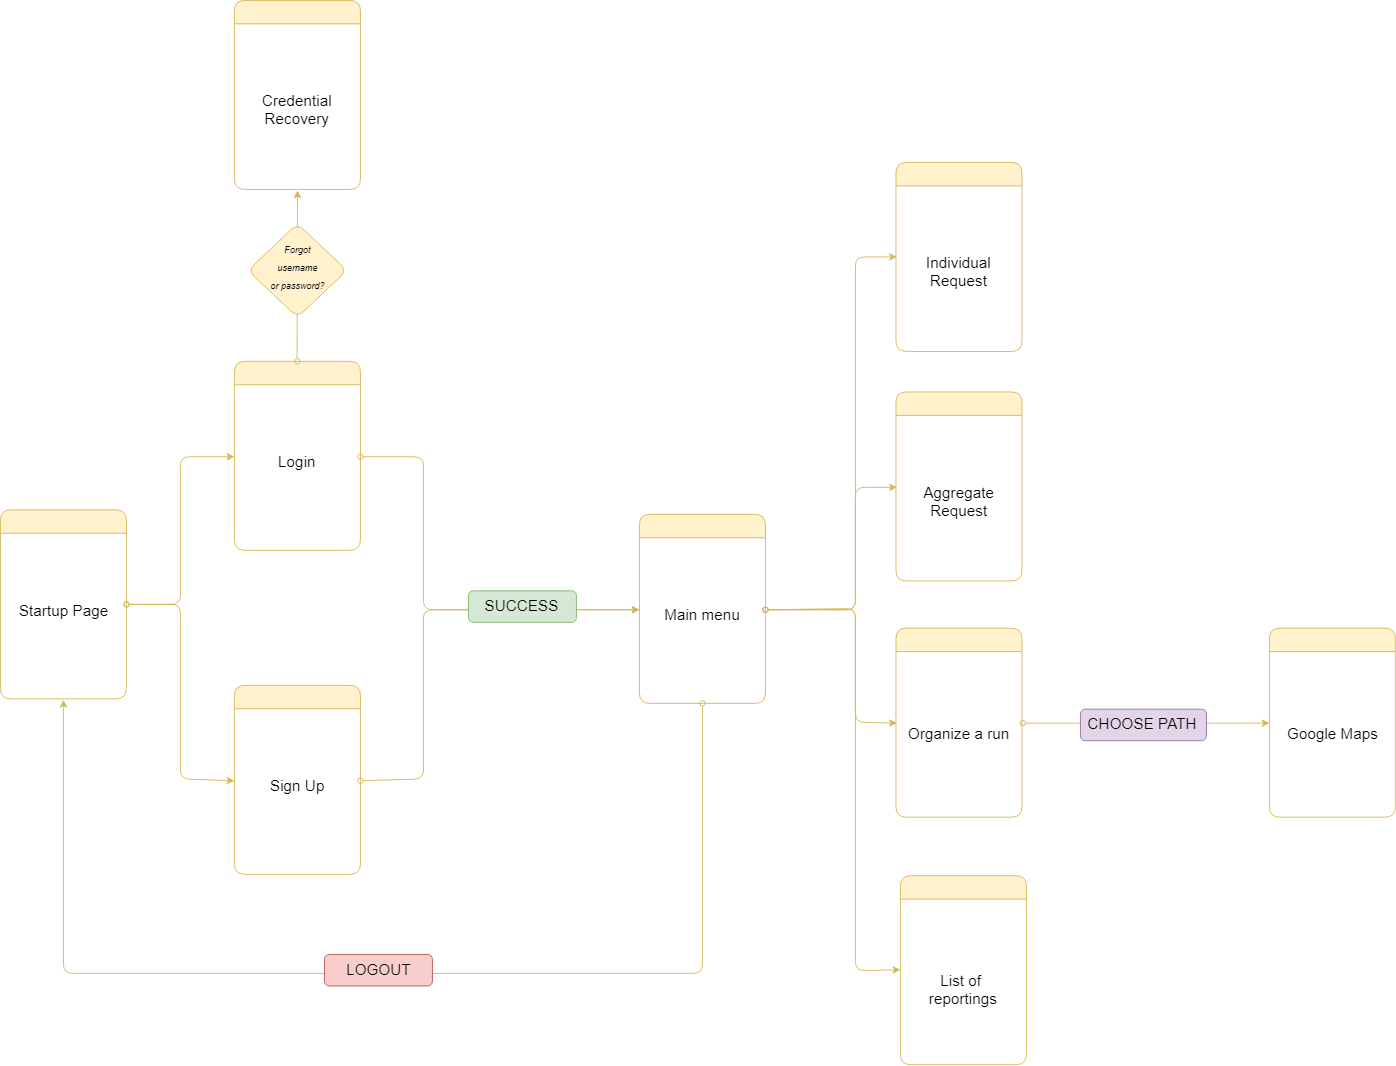 Credential
Recovery
Forgot
username
or password?
Login
Startup Page
Sign Up
SUCCESS
LOGOUT
Main menu
Individual
Request
Aggregate
Request
Organize a run
CHOOSE PATH
Google Maps
List of
reportings